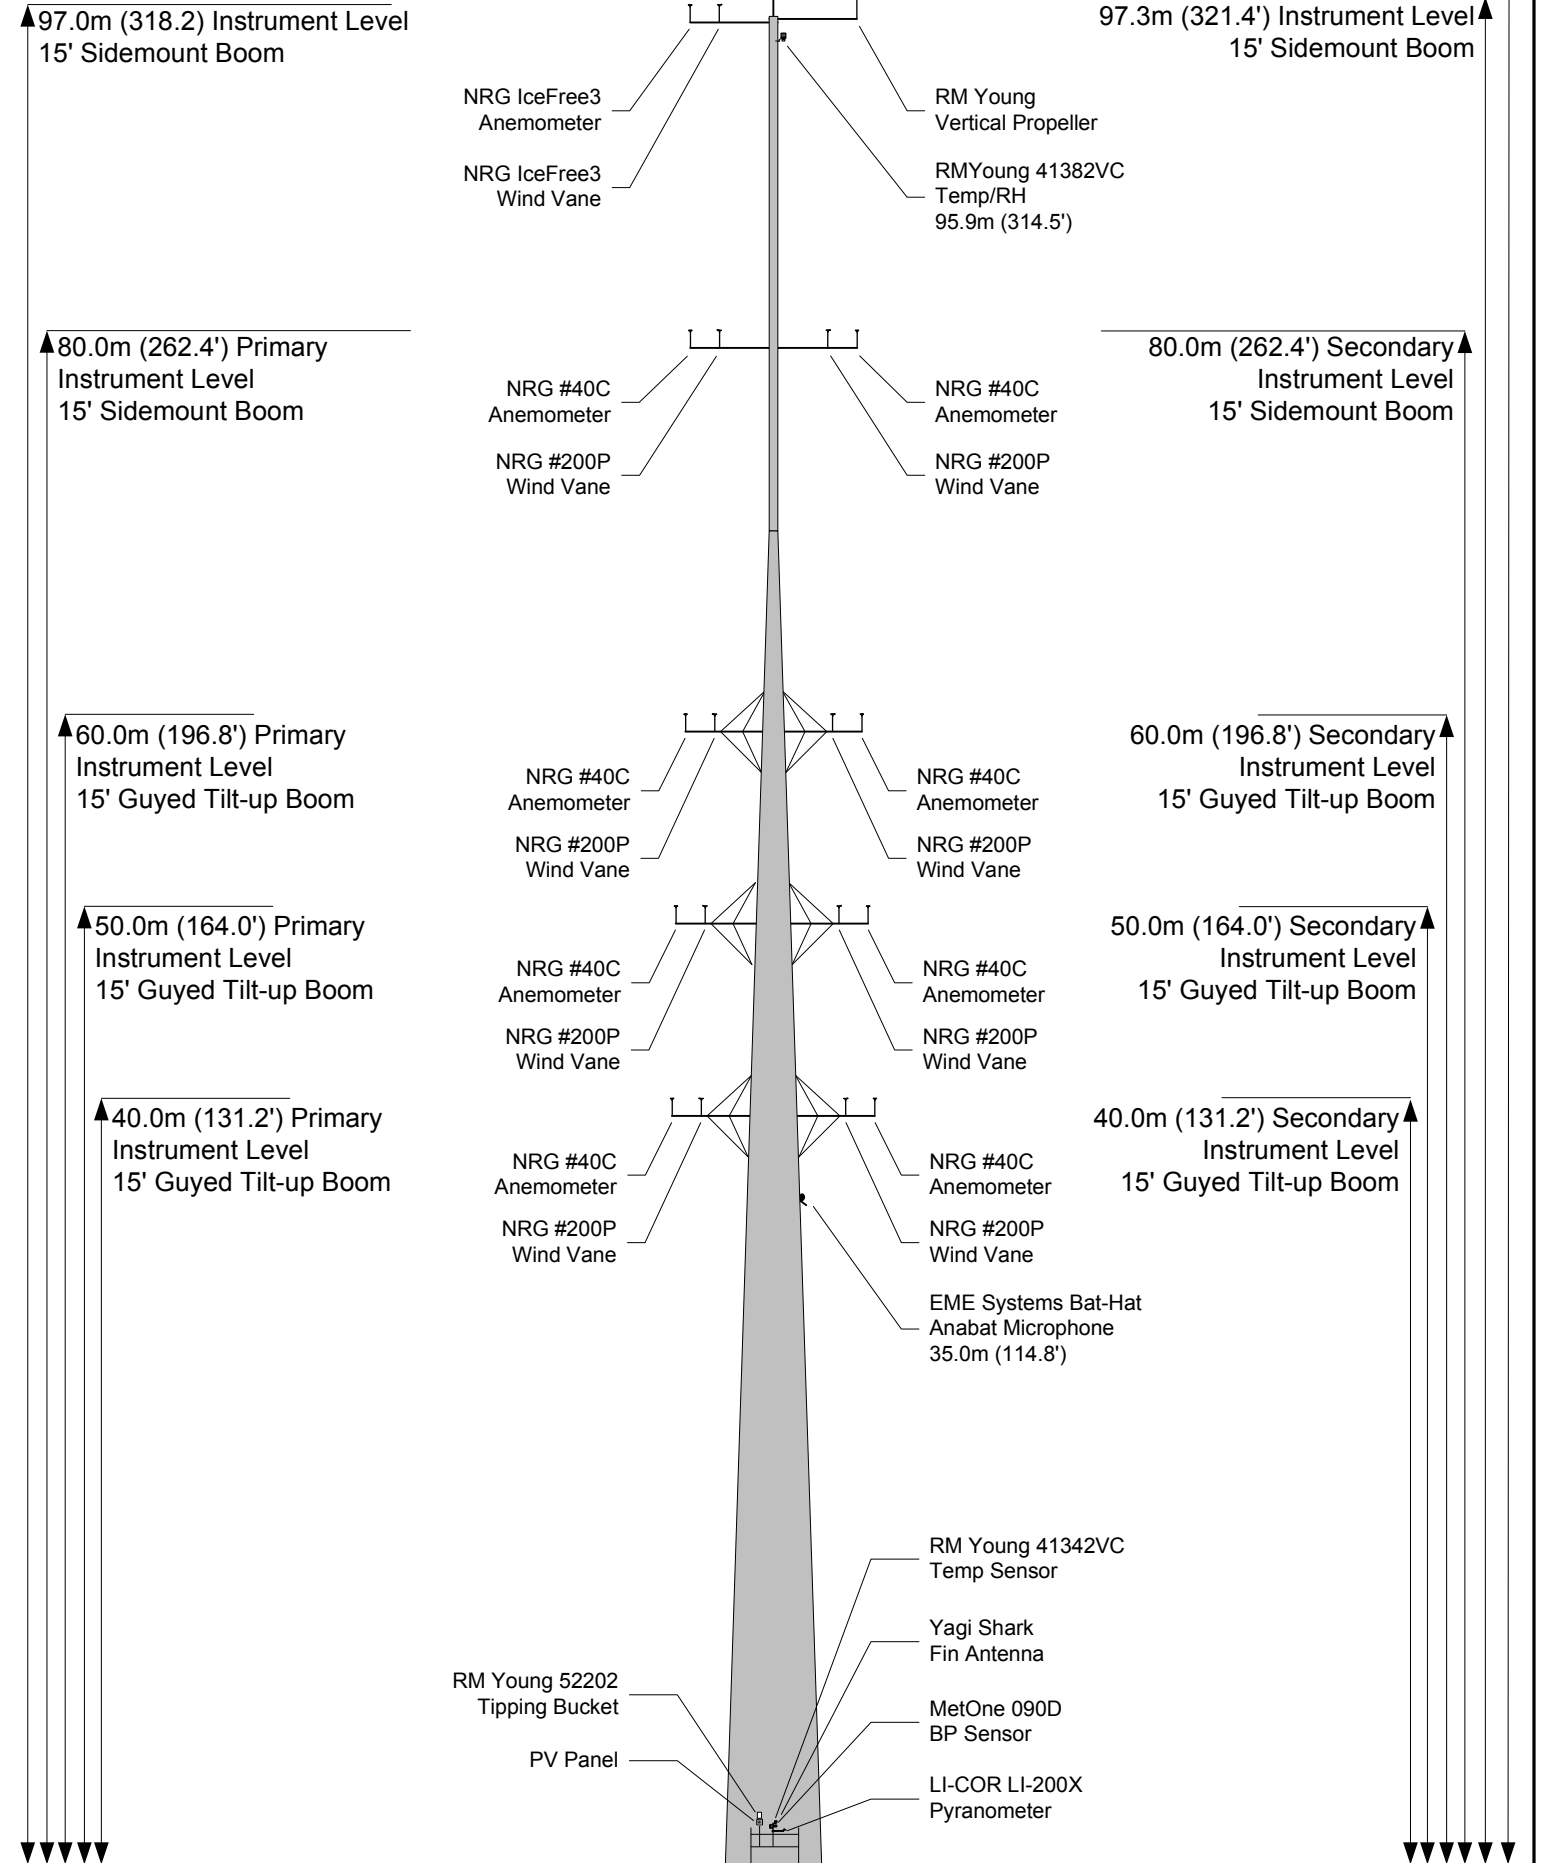 97.0m (318.2) Instrument Level
15' Sidemount Boom
97.3m (321.4') Instrument Level
15' Sidemount Boom
NRG IceFree3
Anemometer
NRG IceFree3
Wind Vane
RM Young
Vertical Propeller
RMYoung 41382VC
Temp/RH
95.9m (314.5')
80.0m (262.4') Primary
Instrument Level
15' Sidemount Boom
NRG #40C
Anemometer
NRG #200P
Wind Vane
NRG #40C
Anemometer
NRG #200P
Wind Vane
80.0m (262.4') Secondary
Instrument Level
15' Sidemount Boom
60.0m (196.8') Primary
Instrument Level
15' Guyed Tilt-up Boom
NRG #40C
Anemometer
NRG #200P
Wind Vane
NRG #40C
Anemometer
NRG #200P
Wind Vane
60.0m (196.8') Secondary
Instrument Level
15' Guyed Tilt-up Boom
50.0m (164.0') Primary
Instrument Level
15' Guyed Tilt-up Boom
NRG #40C
Anemometer
NRG #200P
Wind Vane
NRG #40C
Anemometer
NRG #200P
Wind Vane
50.0m (164.0') Secondary
Instrument Level
15' Guyed Tilt-up Boom
40.0m (131.2') Primary
Instrument Level
15' Guyed Tilt-up Boom
NRG #40C
Anemometer
NRG #200P
Wind Vane
NRG #40C
Anemometer
NRG #200P
Wind Vane
40.0m (131.2') Secondary
Instrument Level
15' Guyed Tilt-up Boom
EME Systems Bat-Hat
Anabat Microphone
35.0m (114.8')
RM Young 41342VC
Temp Sensor
Yagi Shark
Fin Antenna
RM Young 52202
Tipping Bucket
MetOne 090D
BP Sensor
PV Panel
LI-COR LI-200X
Pyranometer